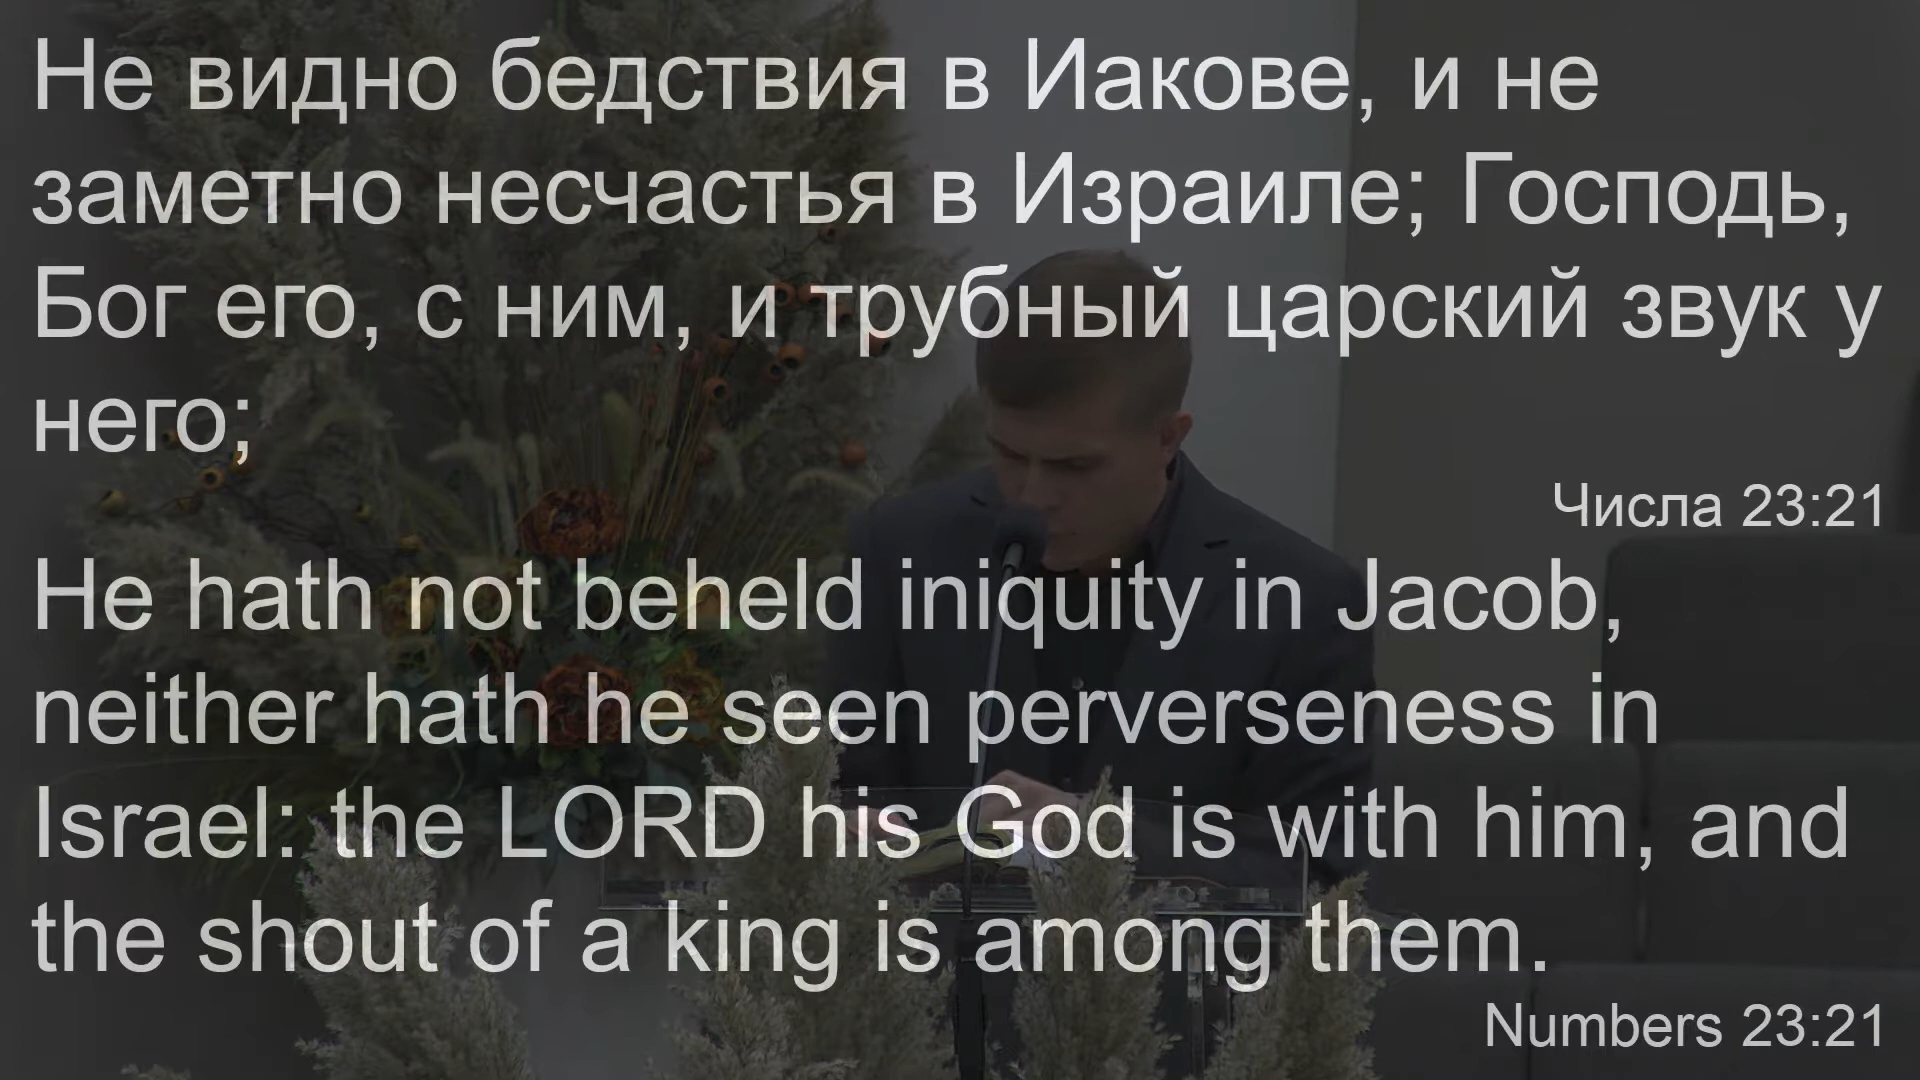 Не видно бедствия в Иакове, и не
заметно несчастья в Израиле; Господь,
Бог его, с ним, и трубный царский звук у
него;
Числа 23:21
He hath not beheld iniquity in Jacob,
neither hath he seen perverseness in
Israel: the LORD his God is with him, and
the shout of a king is among them.
Numbers 23:21